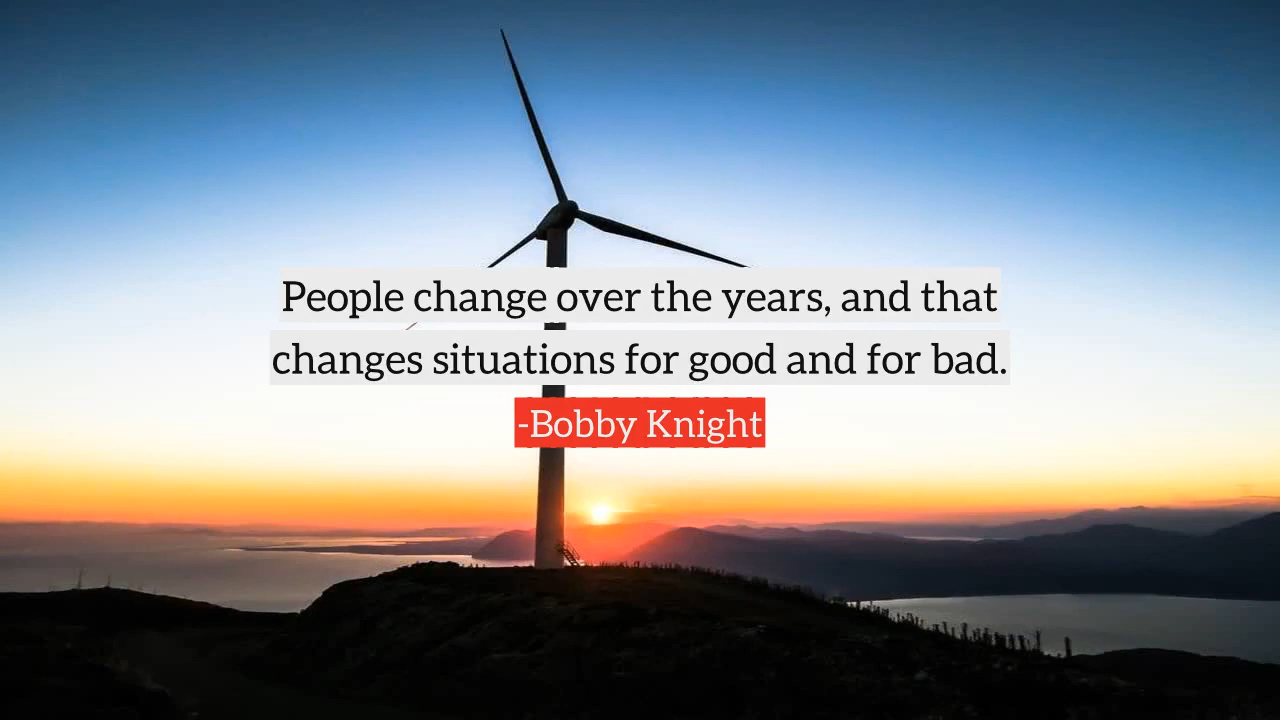 People change over the years, and that
changes situations for good and for bad.
-Bobby Knight